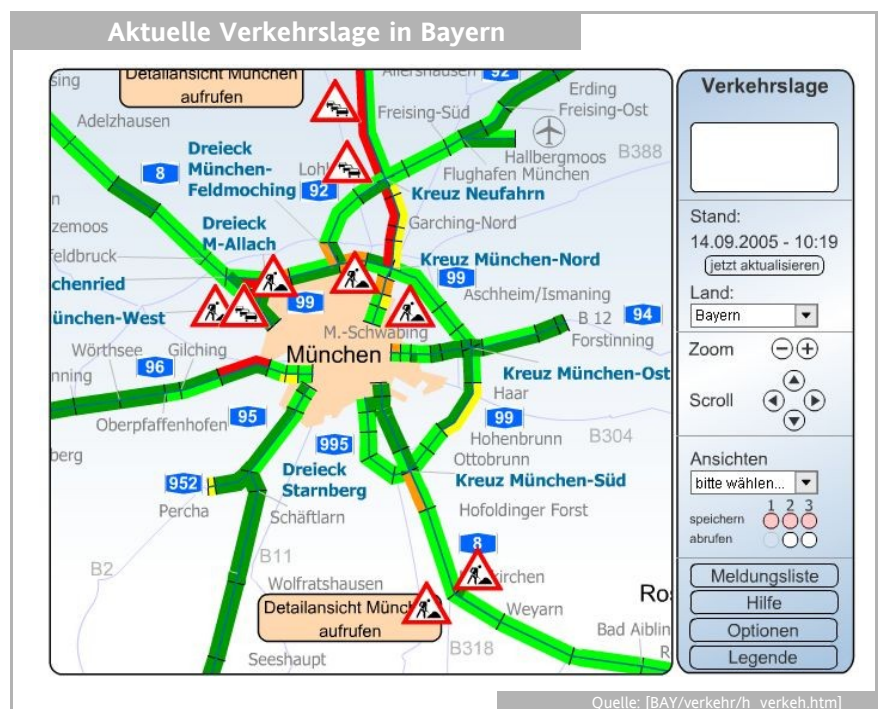 Aktuelle Verkehrslage in Bayern
Detailansicht München
aufrufen
Allershausen
92
Erding
Freising-Süd
Freising-Ost
Adelzhausen
Dreieck
München-
Feldmoching
8
92
Hallbergmoos
B388
Flughafen München
Kreuz Neufahrn
Garching-Nord
Dreieck
M-Allach
Kreuz München-Nord
99
99
Aschheim/Ismaning
B 12
94
Forstinning
M.-Schwabing
München
Wörthsee
Gilching
96
Kreuz München-Ost
Haar
99
Oberpfaffenhofen
95
995
Hohenbrunn
B304
Ottobrunn
Dreieck
Starnberg
Kreuz München-Süd
952
Percha
Schäftlarn
Hofoldinger Forst
8
B11
B2
Wolfratshausen
Detailansicht
aufrufen
Weyarn
B318
Seeshaupt
Verkehrslage
Stand:
14.09.2005 - 10:19
jetzt aktualisieren
Land:
Bayern
Zoom
Scroll
Ansichten
bitte wählen...
1 2 3
speichern
abrufen
Meldungsliste
Hilfe
Optionen
Legende
Quelle: [BAY/verkehr/h_verkeh.htm]